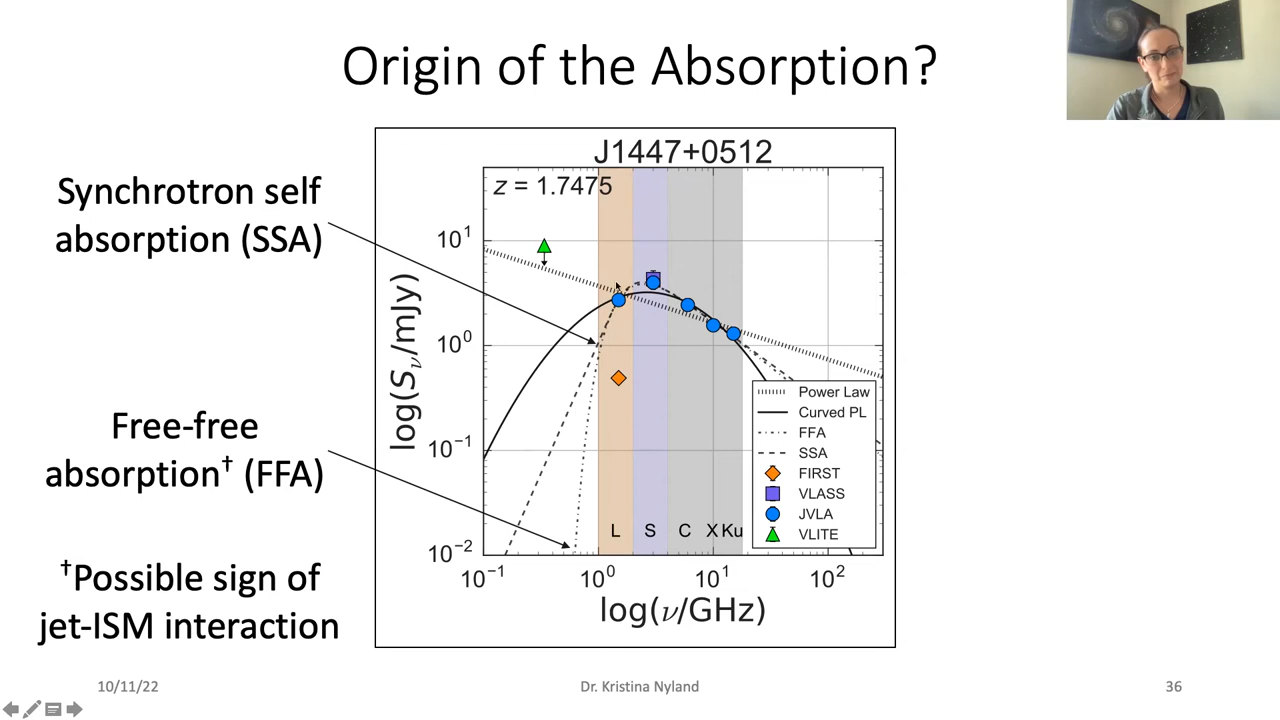 Origin of the Absorption?
Synchrotron self
absorption (SSA)
Free-free
absorption† (FFA)
†Possible sign of
jet-ISM interaction
J1447+0512
z = 1.7475
log(Sν/mJy)
10¹
10⁰
10⁻¹
10⁻²
L S C X Ku
Power Law
Curved PL
FFA
SSA
FIRST
VLASS
JVLA
VLITE
10⁻¹ 10⁰ 10¹ 10²
log(ν/GHz)
10/11/22
Dr. Kristina Nyland
36